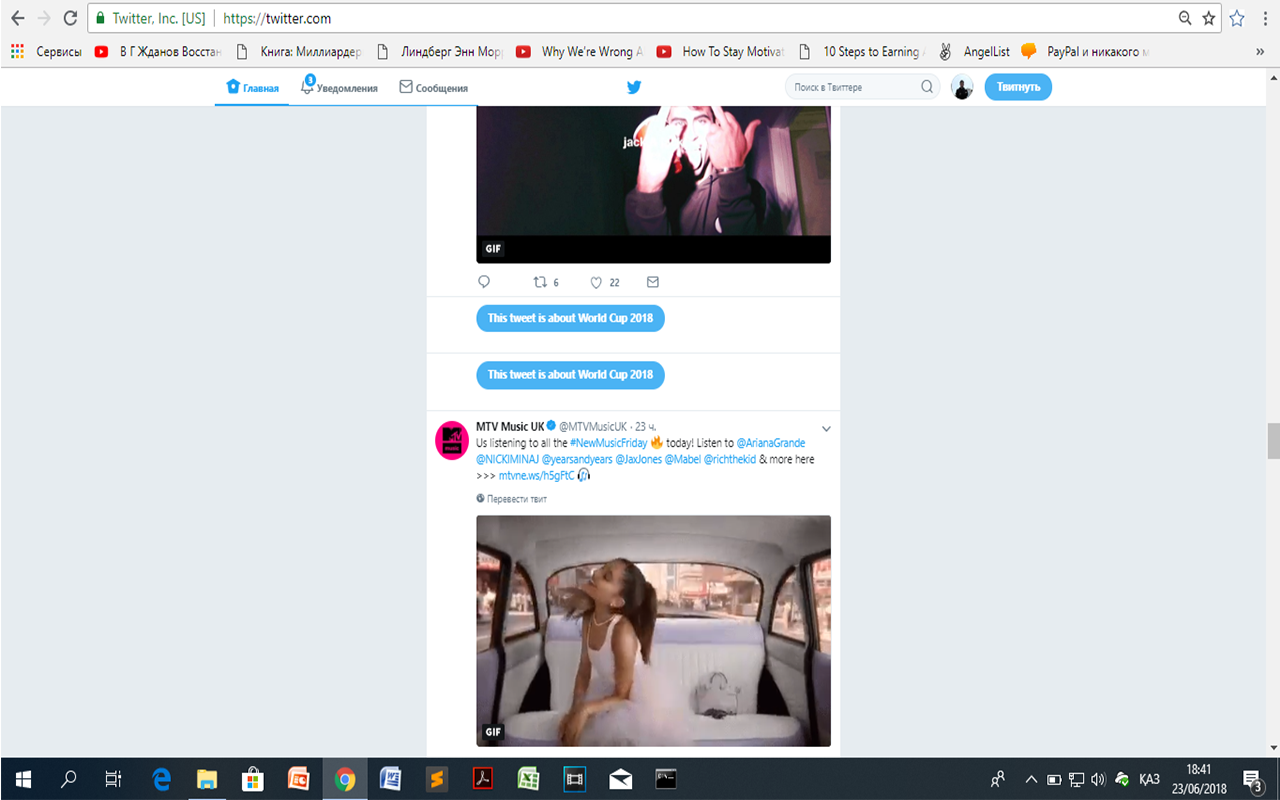 Twitter, Inc. [US] | https://twitter.com
Сервисы В Г Жданов Восстан Книга: Миллиардер Линдберг Энн Морр Why We're Wrong A How To Stay Motivat 10 Steps to Earning AngelList PayPal и никакого м »
Главная 3 Уведомления Сообщения Поиск в Твиттере Твитнуть
jack
GIF
6 22
This tweet is about World Cup 2018
This tweet is about World Cup 2018
MTV Music UK @MTVMusicUK · 23 ч.
Us listening to all the #NewMusicFriday 🔥 today! Listen to @ArianaGrande
@NICKIMINAJ @yearsandyears @JaxJones @Mabel @richthekid & more here
>>> mtvne.ws/h5gFtC 🎧
Перевести твит
GIF
ҚАЗ 18:41
23/06/2018 3